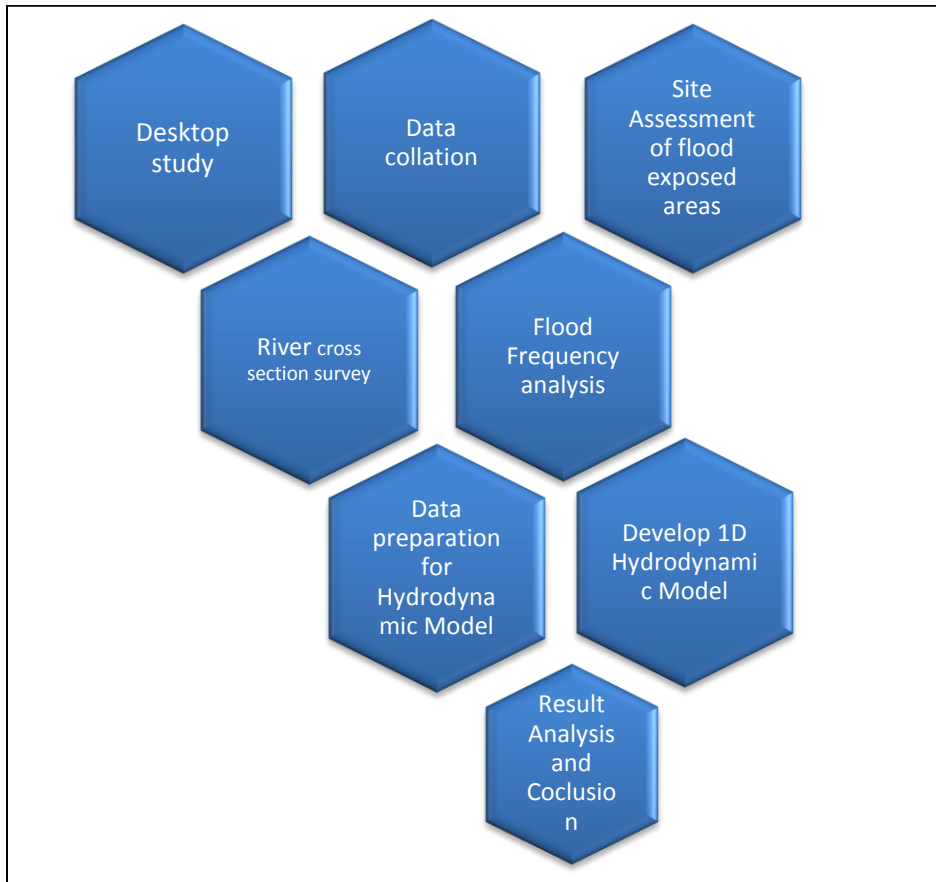 Desktop
study
Data
collation
Site
Assessment
of flood
exposed
areas
River cross
section survey
Flood
Frequency
analysis
Data
preparation
for
Hydrodyna
mic Model
Develop 1D
Hydrodynami
c Model
Result
Analysis
and
Coclusio
n